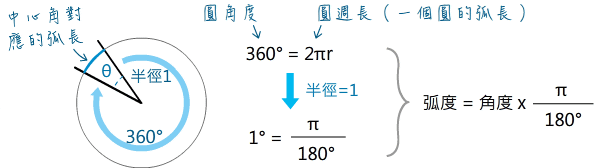 中心角對
應的弧長
θ
半徑1
360°
圓角度
圓週長（一個圓的弧長）
360° = 2πr
半徑=1
1° = π / 180°
弧度 = 角度 x π / 180°